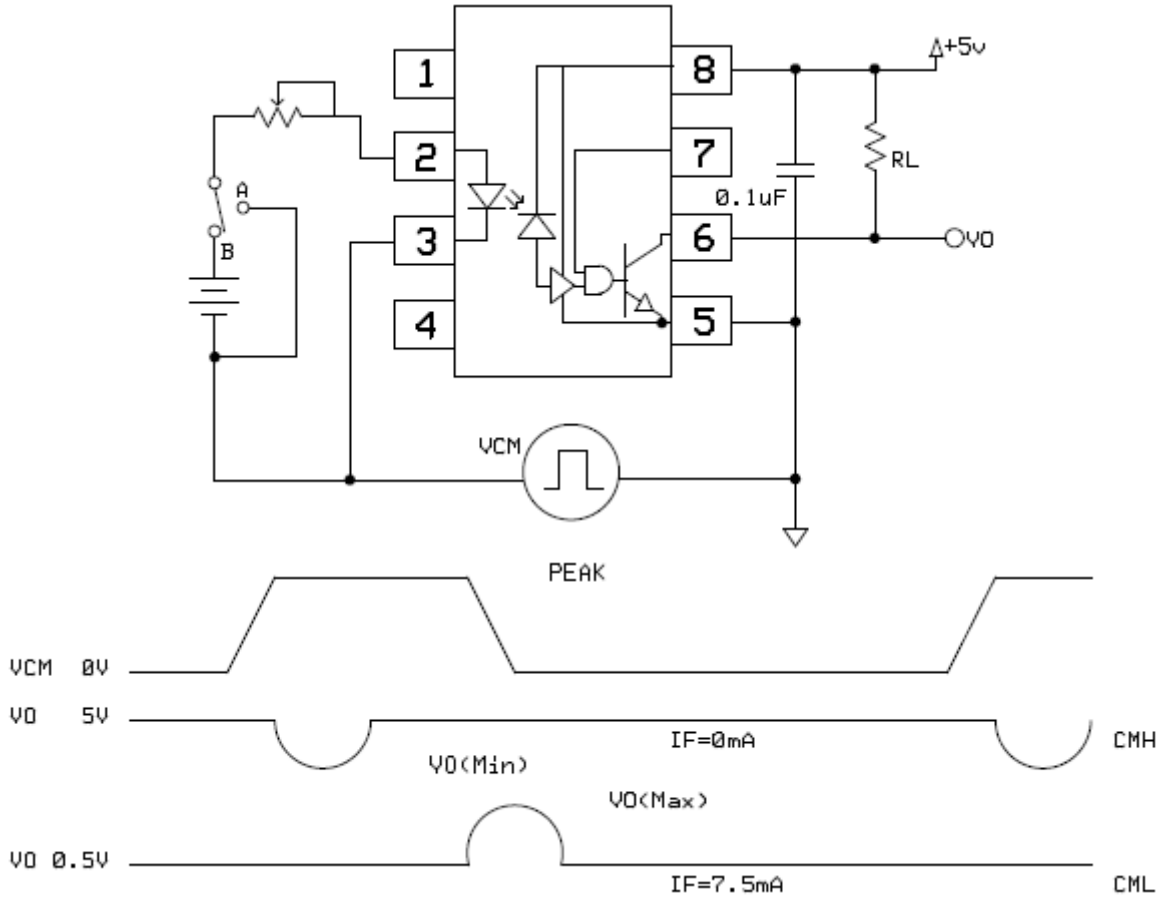 1
8
+5v
2
7
RL
A
0.1uF
B
3
6
VO
4
5
VCM
PEAK
VCM 0V
VO 5V
IF=0mA
CMH
VO(Min)
VO(Max)
VO 0.5V
IF=7.5mA
CML